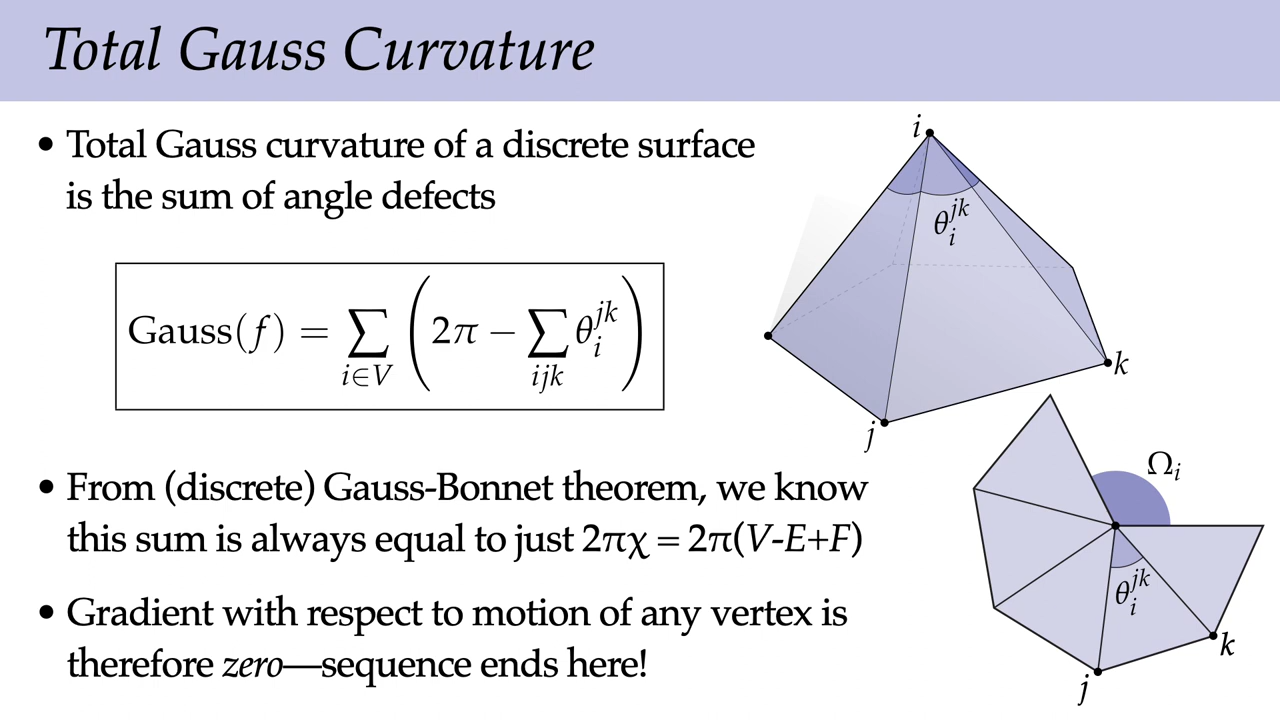 Total Gauss Curvature
• Total Gauss curvature of a discrete surface
is the sum of angle defects
Gauss(f) = ∑_{i∈V} (2π − ∑_{ijk} θ_i^{jk})
• From (discrete) Gauss-Bonnet theorem, we know
this sum is always equal to just 2πχ = 2π(V-E+F)
• Gradient with respect to motion of any vertex is
therefore zero—sequence ends here!
i
θ_i^{jk}
k
j
Ω_i
θ_i^{jk}
k
j